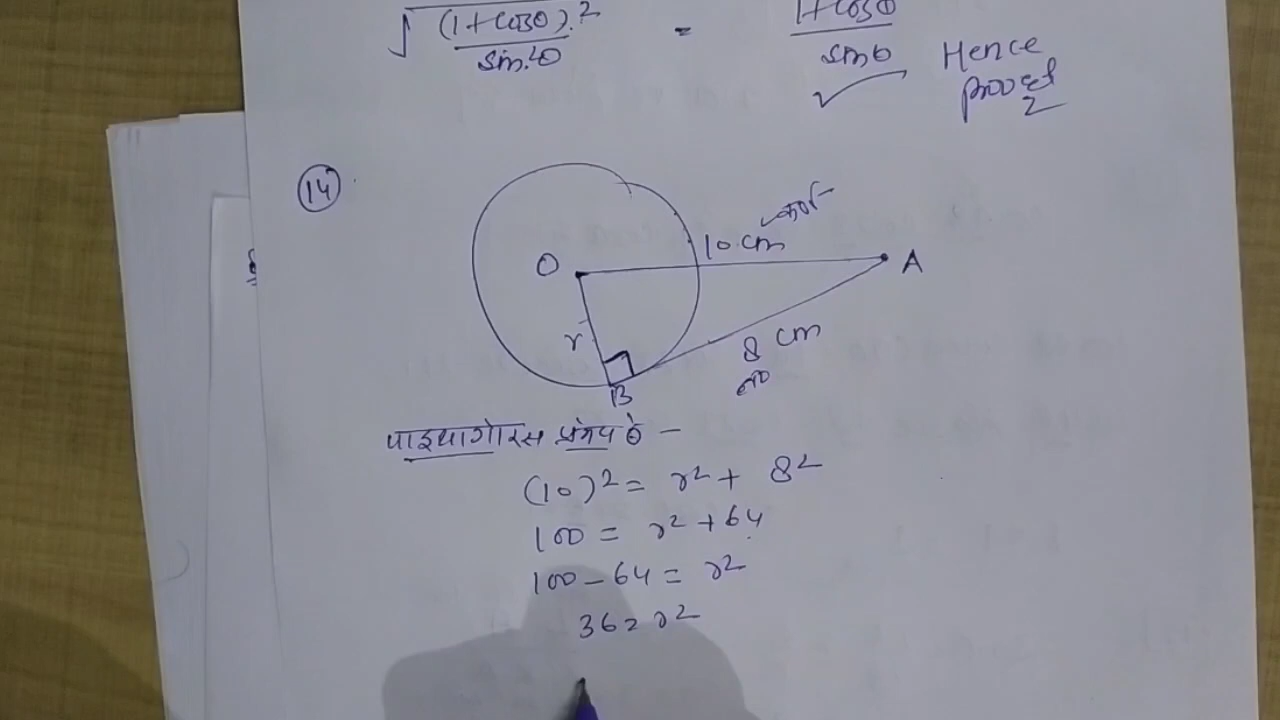 √(1+cosθ)²/sin²θ = 1+cosθ/sinθ
Hence
proved
14
10 cm
कर्ण
O
A
r
8 cm
लम्ब
B
पाइथागोरस प्रमेय से –
(10)² = r² + 8²
100 = r² + 64
100 – 64 = r²
36 = r²